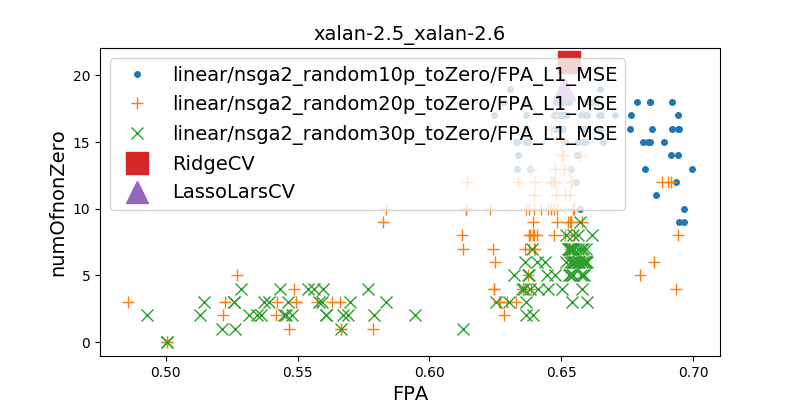 xalan-2.5_xalan-2.6
numOfnonZero
20
15
10
5
0
linear/nsga2_random10p_toZero/FPA_L1_MSE
linear/nsga2_random20p_toZero/FPA_L1_MSE
linear/nsga2_random30p_toZero/FPA_L1_MSE
RidgeCV
LassoLarsCV
0.50
0.55
0.60
0.65
0.70
FPA